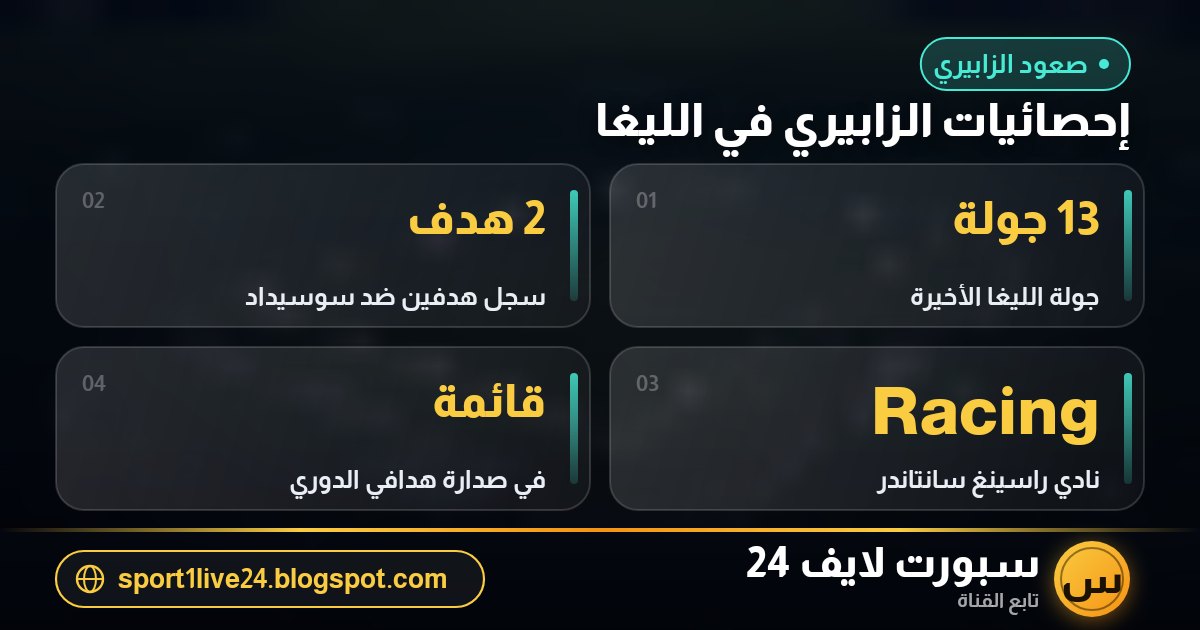 صعود الزابيري
إحصائيات الزابيري في الليغا
01
13 جولة
جولة الليغا الأخيرة
02
2 هدف
سجل هدفين ضد سوسيداد
03
Racing
نادي راسينغ سانتاندر
04
قائمة
في صدارة هدافي الدوري
س
سبورت لايف 24
تابع القناة
sport1live24.blogspot.com